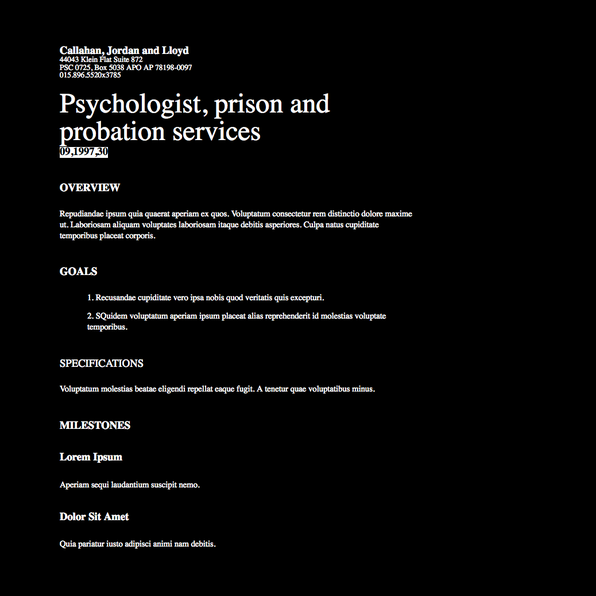 Callahan, Jordan and Lloyd
44043 Klein Flat Suite 872
PSC 0725, Box 5038 APO AP 78198-0097
015.896.5520x3785
Psychologist, prison and
probation services
09,1997,30
OVERVIEW
Repudiandae ipsum quia quaerat aperiam ex quos. Voluptatum consectetur rem distinctio dolore maxime
ut. Laboriosam aliquam voluptates laboriosam itaque debitis asperiores. Culpa natus cupiditate
temporibus placeat corporis.
GOALS
1. Recusandae cupiditate vero ipsa nobis quod veritatis quis excepturi.
2. SQuidem voluptatum aperiam ipsum placeat alias reprehenderit id molestias voluptate
temporibus.
SPECIFICATIONS
Voluptatum molestias beatae eligendi repellat eaque fugit. A tenetur quae voluptatibus minus.
MILESTONES
Lorem Ipsum
Aperiam sequi laudantium suscipit nemo.
Dolor Sit Amet
Quia pariatur iusto adipisci animi nam debitis.